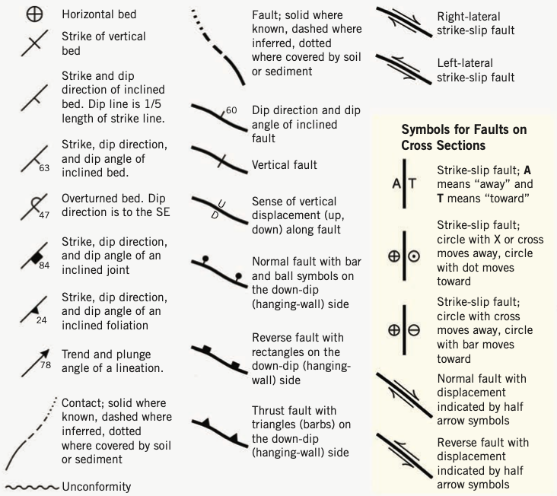 Horizontal bed
Strike of vertical
bed
Strike and dip
direction of inclined
bed. Dip line is 1/5
length of strike line.
63
Strike, dip direction,
and dip angle of
inclined bed.
47
Overturned bed. Dip
direction is to the SE
84
Strike, dip direction,
and dip angle of an
inclined joint
24
Strike, dip direction,
and dip angle of an
inclined foliation
78
Trend and plunge
angle of a lineation.
Contact; solid where
known, dashed where
inferred, dotted
where covered by soil
or sediment
Unconformity
Fault; solid where
known, dashed where
inferred, dotted
where covered by soil
or sediment
60
Dip direction and dip
angle of inclined
fault
Vertical fault
U
D
Sense of vertical
displacement (up,
down) along fault
Normal fault with bar
and ball symbols on
the down-dip
(hanging-wall) side
Reverse fault with
rectangles on the
down-dip (hanging-
wall) side
Thrust fault with
triangles (barbs) on
the down-dip
(hanging-wall) side
Right-lateral
strike-slip fault
Left-lateral
strike-slip fault
Symbols for Faults on
Cross Sections
A T
Strike-slip fault; A
means “away” and
T means “toward”
Strike-slip fault;
circle with X or cross
moves away, circle
with dot moves
toward
Strike-slip fault;
circle with cross
moves away, circle
with bar moves
toward
Normal fault with
displacement
indicated by half
arrow symbols
Reverse fault with
displacement
indicated by half
arrow symbols